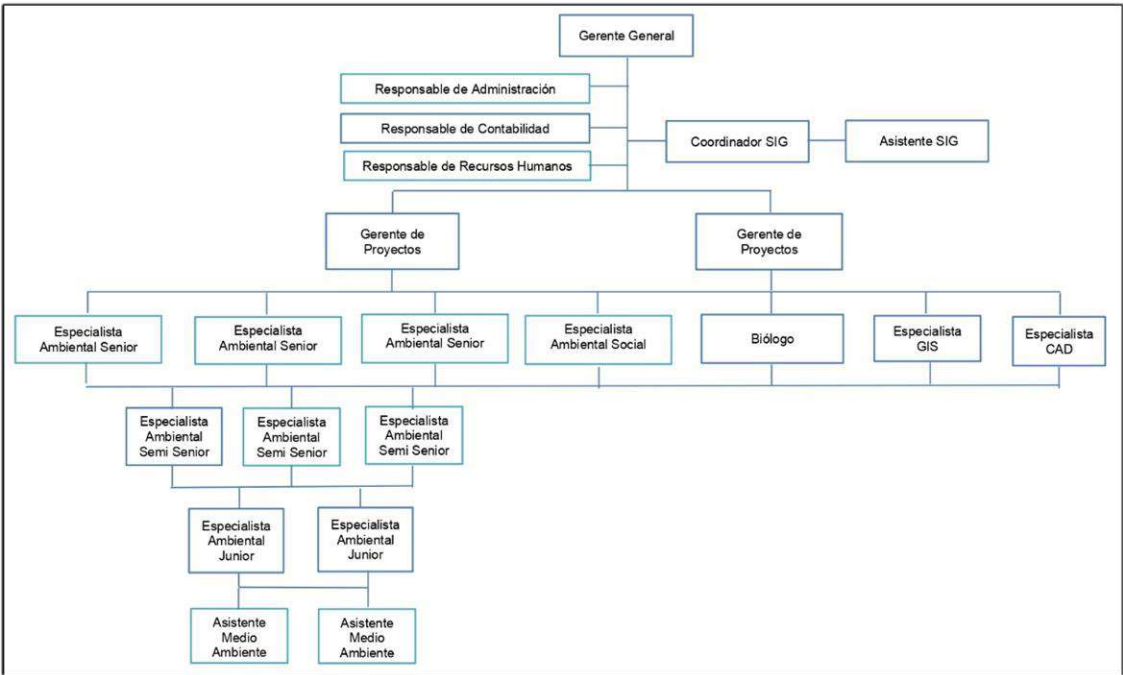 Gerente General
Responsable de Administración
Responsable de Contabilidad
Coordinador SIG
Asistente SIG
Responsable de Recursos Humanos
Gerente de
Proyectos
Gerente de
Proyectos
Especialista
Ambiental Senior
Especialista
Ambiental Senior
Especialista
Ambiental Senior
Especialista
Ambiental Social
Biólogo
Especialista
GIS
Especialista
CAD
Especialista
Ambiental
Semi Senior
Especialista
Ambiental
Semi Senior
Especialista
Ambiental
Semi Senior
Especialista
Ambiental
Junior
Especialista
Ambiental
Junior
Asistente
Medio
Ambiente
Asistente
Medio
Ambiente